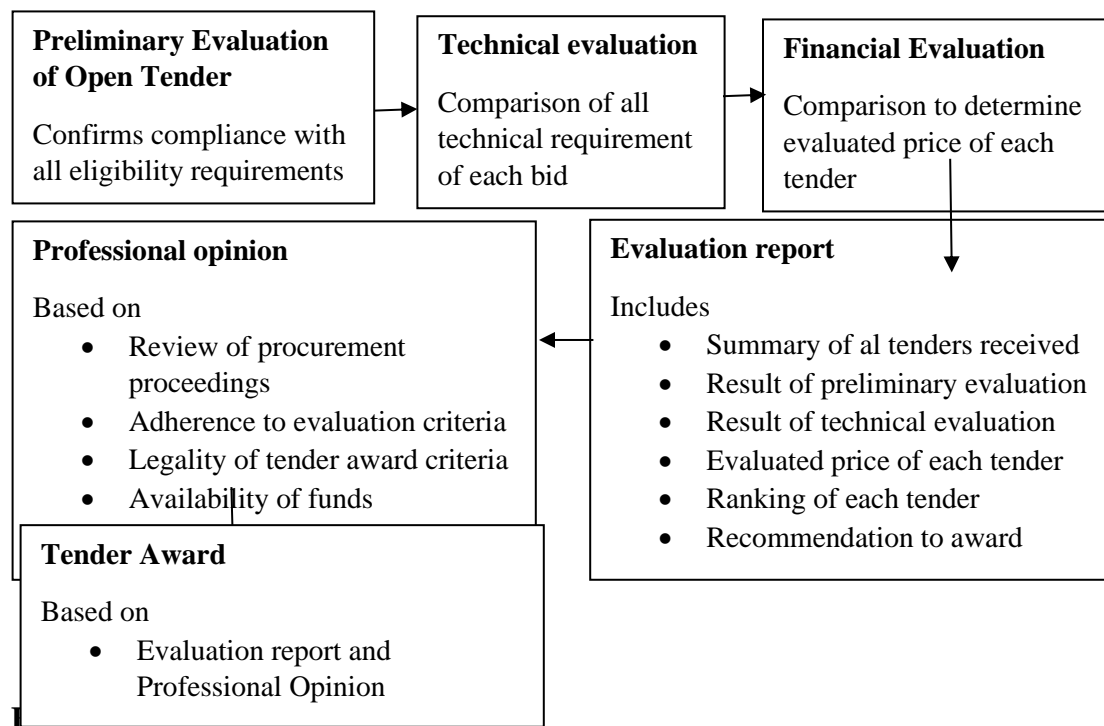 Preliminary Evaluation
of Open Tender
Confirms compliance with
all eligibility requirements
Technical evaluation
Comparison of all
technical requirement
of each bid
Financial Evaluation
Comparison to determine
evaluated price of each
tender
Evaluation report
Includes
• Summary of al tenders received
• Result of preliminary evaluation
• Result of technical evaluation
• Evaluated price of each tender
• Ranking of each tender
• Recommendation to award
Professional opinion
Based on
• Review of procurement
proceedings
• Adherence to evaluation criteria
• Legality of tender award criteria
• Availability of funds
Tender Award
Based on
• Evaluation report and
Professional Opinion